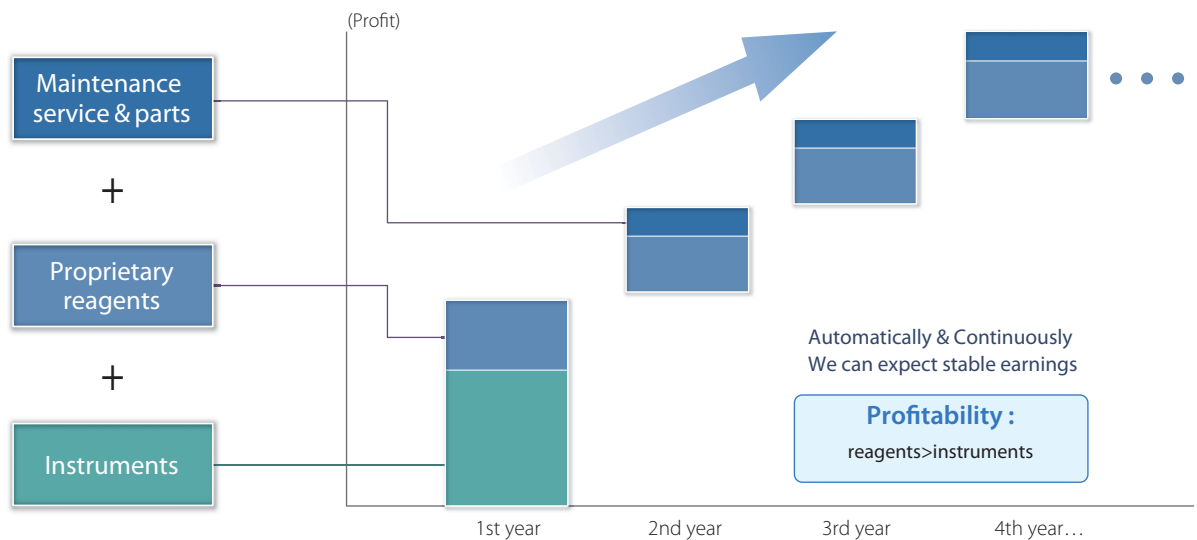 (Profit)
Maintenance
service & parts
+
Proprietary
reagents
+
Instruments
Automatically & Continuously
We can expect stable earnings
Profitability :
reagents>instruments
1st year
2nd year
3rd year
4th year…